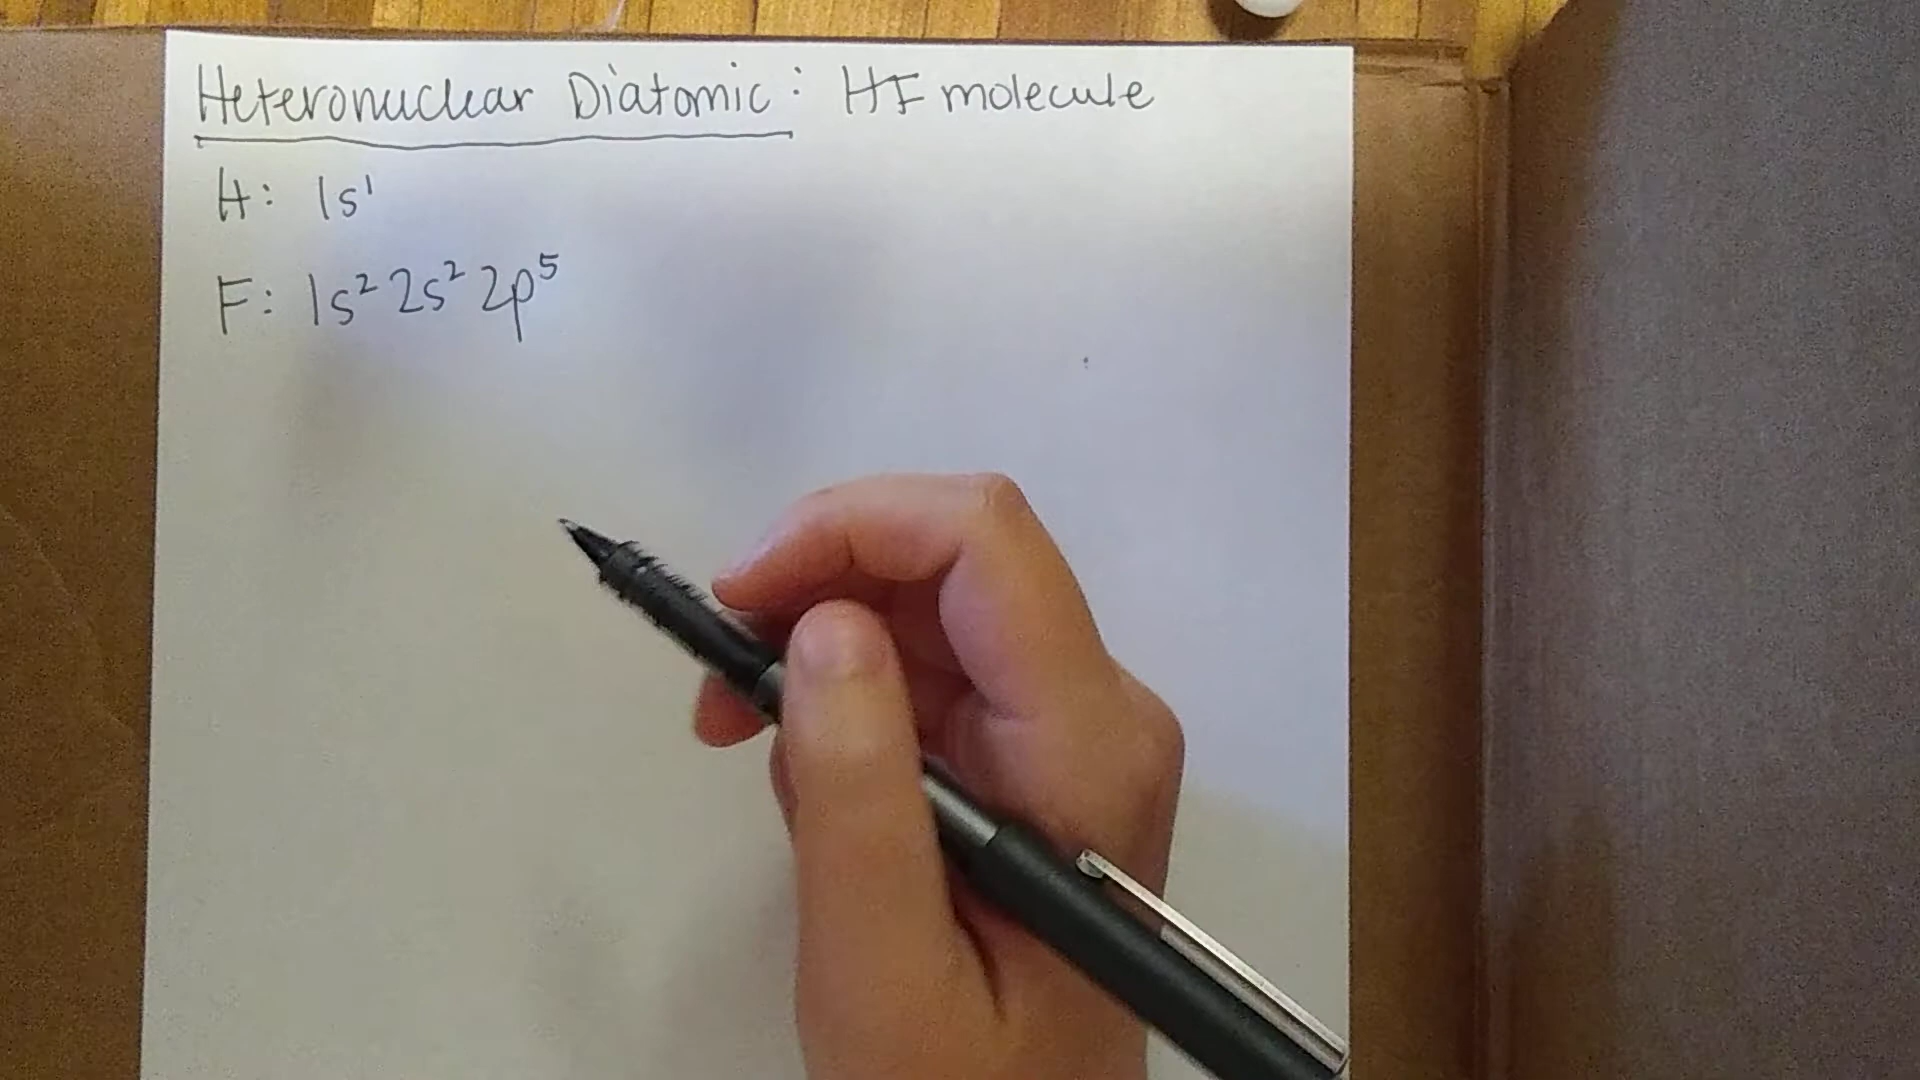 Heteronuclear Diatomic: HF molecule
H: 1s¹
F: 1s² 2s² 2p⁵